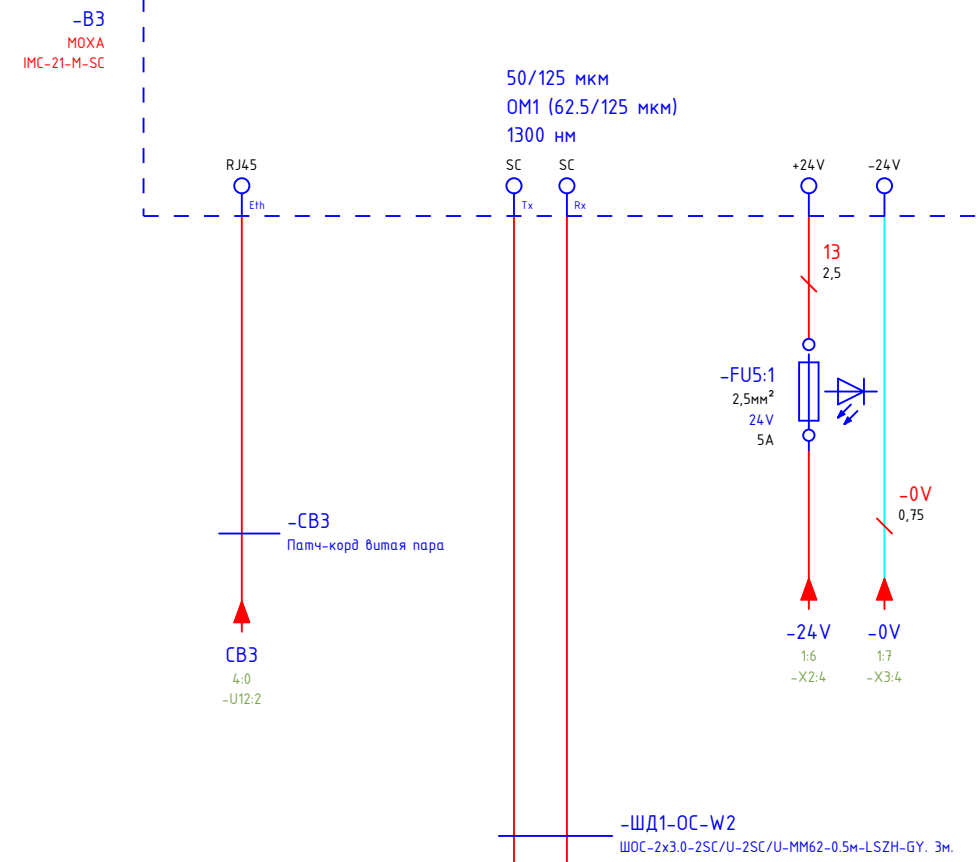 -B3
MOXA
IMC-21-M-SC
50/125 мкм
OM1 (62.5/125 мкм)
1300 нм
RJ45
SC
SC
+24V
-24V
Eth
Tx
Rx
13
2,5
-FU5:1
2,5мм²
24V
5A
-0V
0,75
-CB3
Патч-корд витая пара
CB3
4:0
-U12:2
-24V
1:6
-X2:4
-0V
1:7
-X3:4
-ШД1-ОС-W2
ШОС-2x3.0-2SC/U-2SC/U-MM62-0.5м-LSZH-GY. 3м.